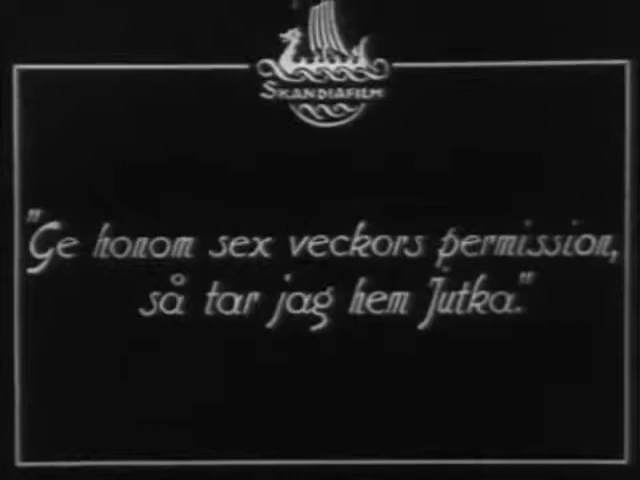 SKANDIAFILM
"Ge honom sex veckors permission,
så tar jag hem Jutka."